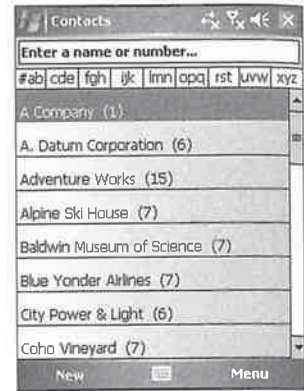 Contacts
Enter a name or number...
#ab cde fgh ijk lmn opq rst uvw xyz
A Company (1)
A. Datum Corporation (6)
Adventure Works (15)
Alpine Ski House (7)
Baldwin Museum of Science (7)
Blue Yonder Airlines (7)
City Power & Light (6)
Coho Vineyard (7)
New Menu